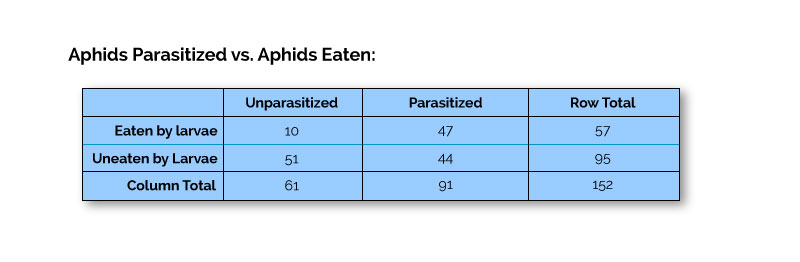 Aphids Parasitized vs. Aphids Eaten:
Unparasitized Parasitized Row Total
Eaten by larvae 10 47 57
Uneaten by Larvae 51 44 95
Column Total 61 91 152